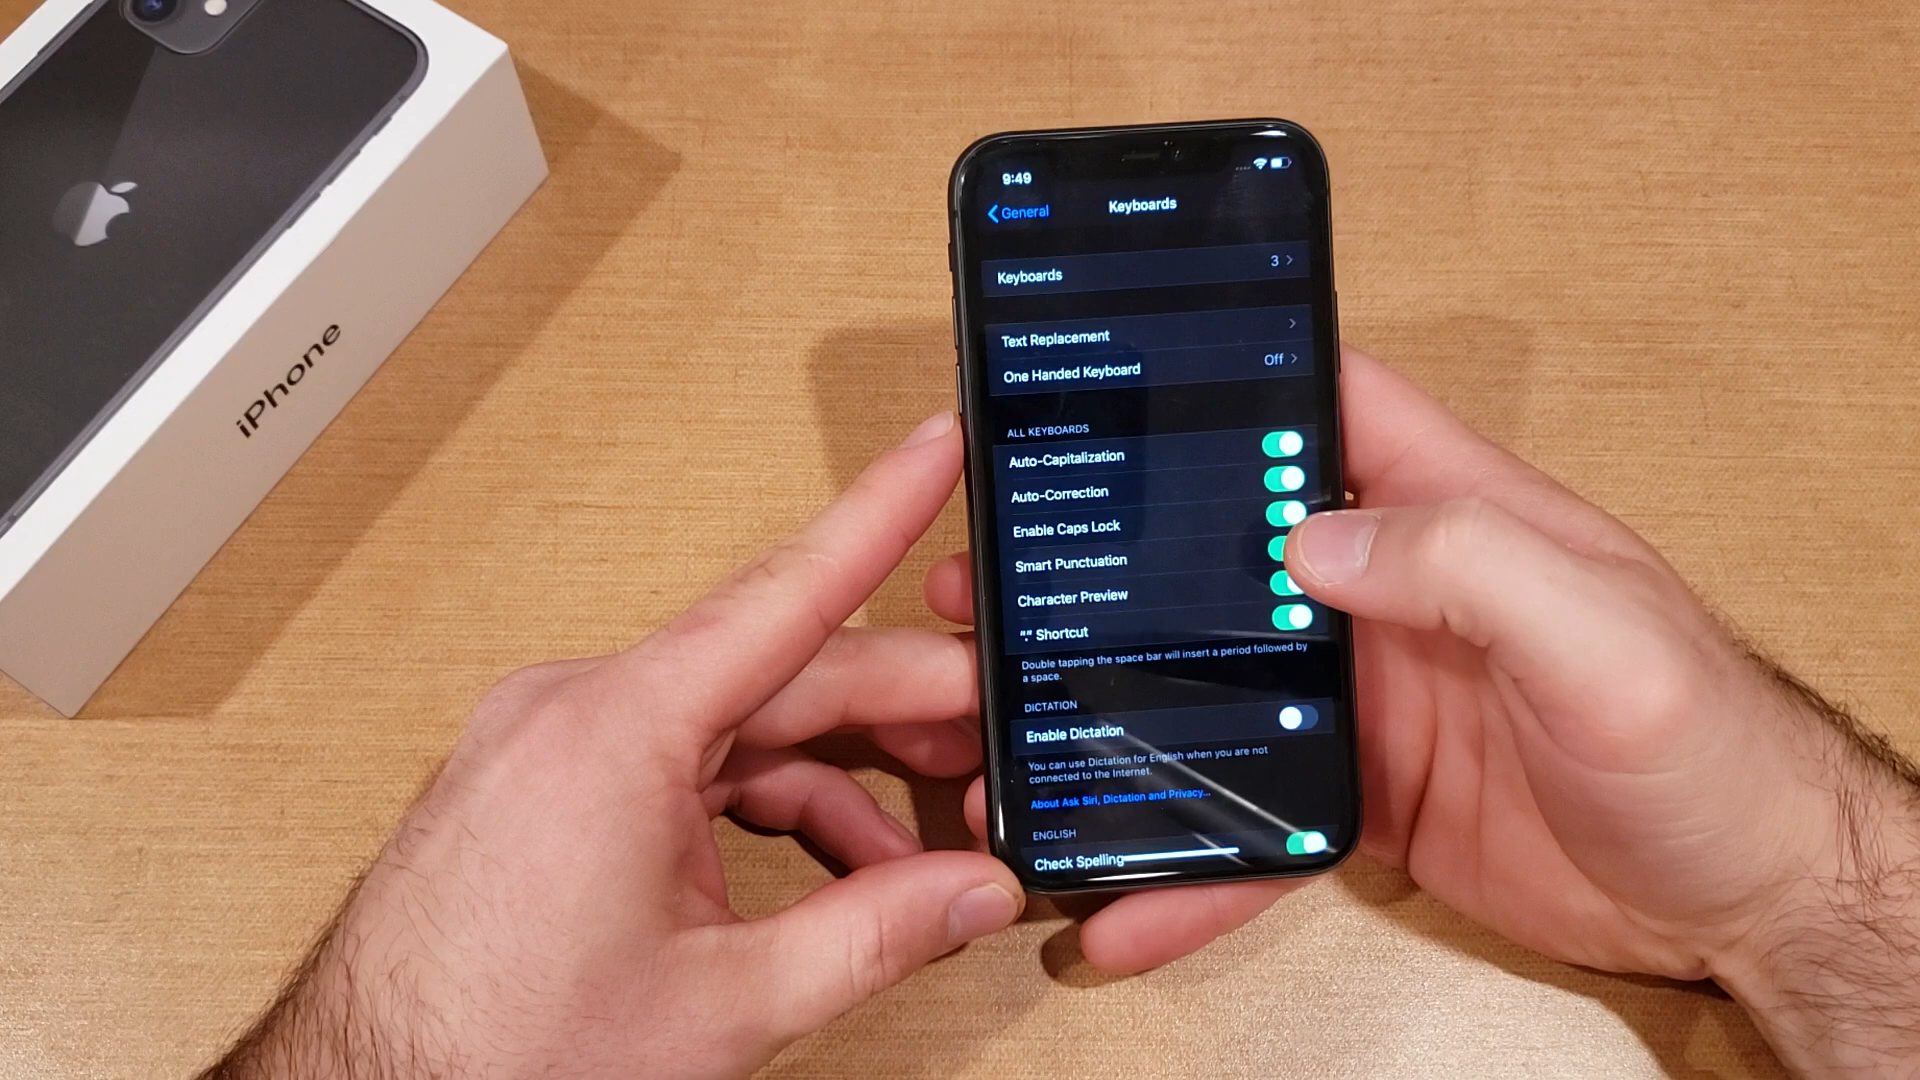 iPhone
9:49
General
Keyboards
Keyboards 3
Text Replacement
One Handed Keyboard Off
ALL KEYBOARDS
Auto-Capitalization
Auto-Correction
Enable Caps Lock
Smart Punctuation
Character Preview
“.” Shortcut
Double tapping the space bar will insert a period followed by
a space.
DICTATION
Enable Dictation
You can use Dictation for English when you are not
connected to the Internet.
About Ask Siri, Dictation and Privacy...
ENGLISH
Check Spelling